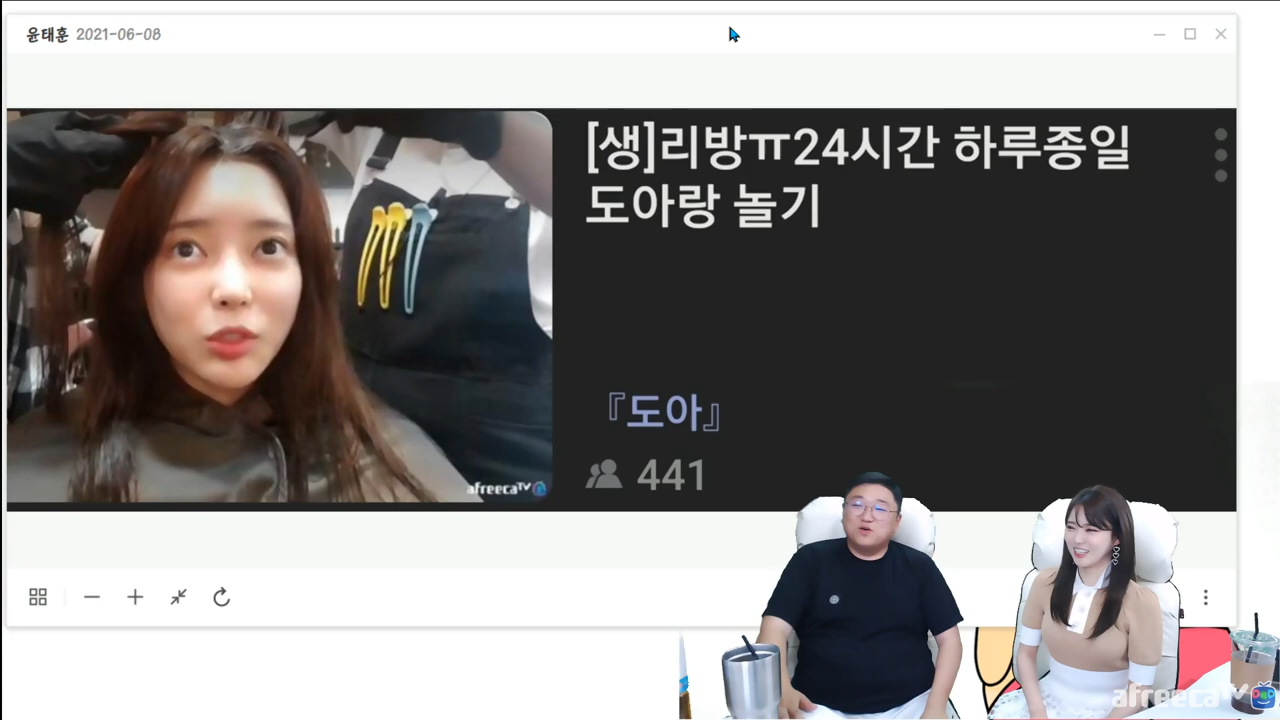 윤태훈 2021-06-08
[생]리방ㅠ24시간 하루종일
도아랑 놀기
『도아』
441
afreecaTV
afreecaTV